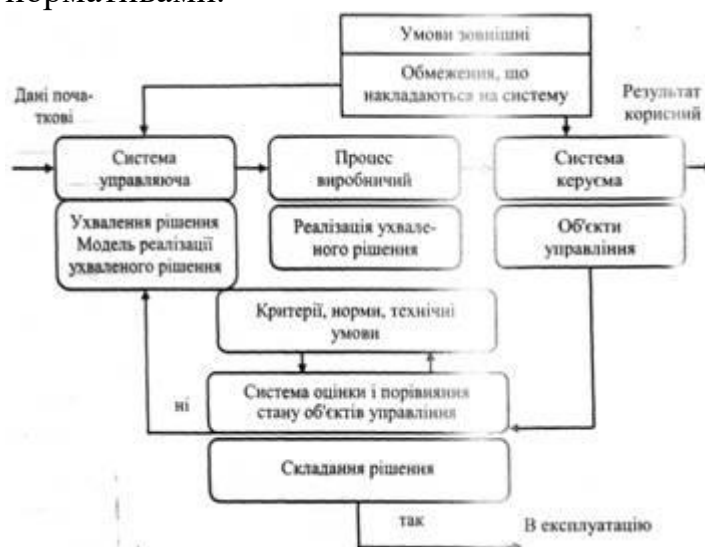 нормативами.
Умови зовнішні
Обмеження, що
накладаються на систему
Дані поча-
ткові
Результат
корисний
Система
управляюча
Процес
виробничий
Система
керуєма
Ухвалення рішення
Модель реалізації
ухваленого рішення
Реалізація ухвале-
ного рішення
Об'єкти
управління
Критерії, норми, технічні
умови
ні
Система оцінки і порівняння
стану об'єктів управління
Складання рішення
так
В експлуатацію